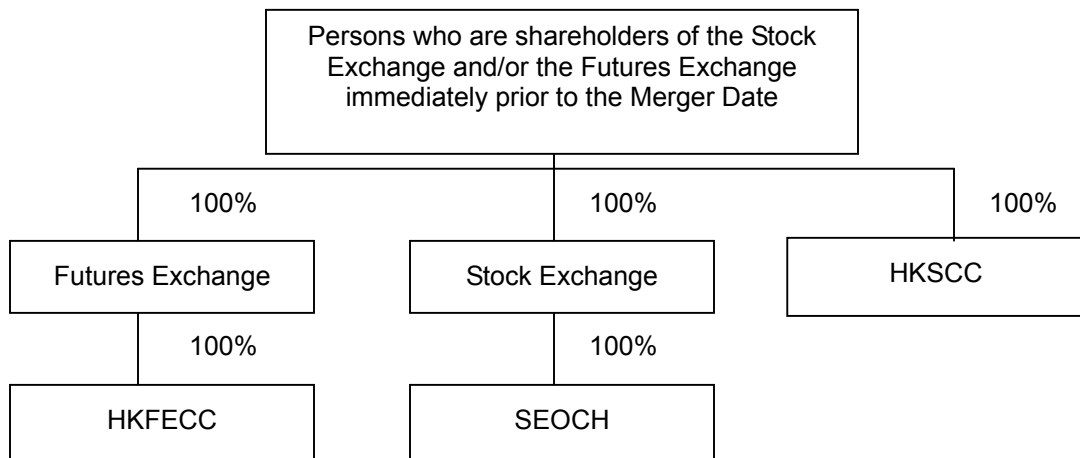 Persons who are shareholders of the Stock
Exchange and/or the Futures Exchange
immediately prior to the Merger Date
100%
100%
100%
Futures Exchange
Stock Exchange
HKSCC
100%
100%
HKFECC
SEOCH